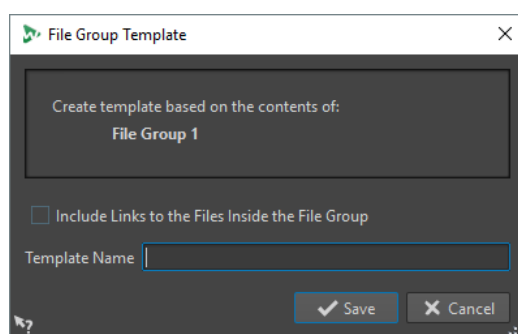 File Group Template
Create template based on the contents of:
File Group 1
Include Links to the Files Inside the File Group
Template Name
Save Cancel